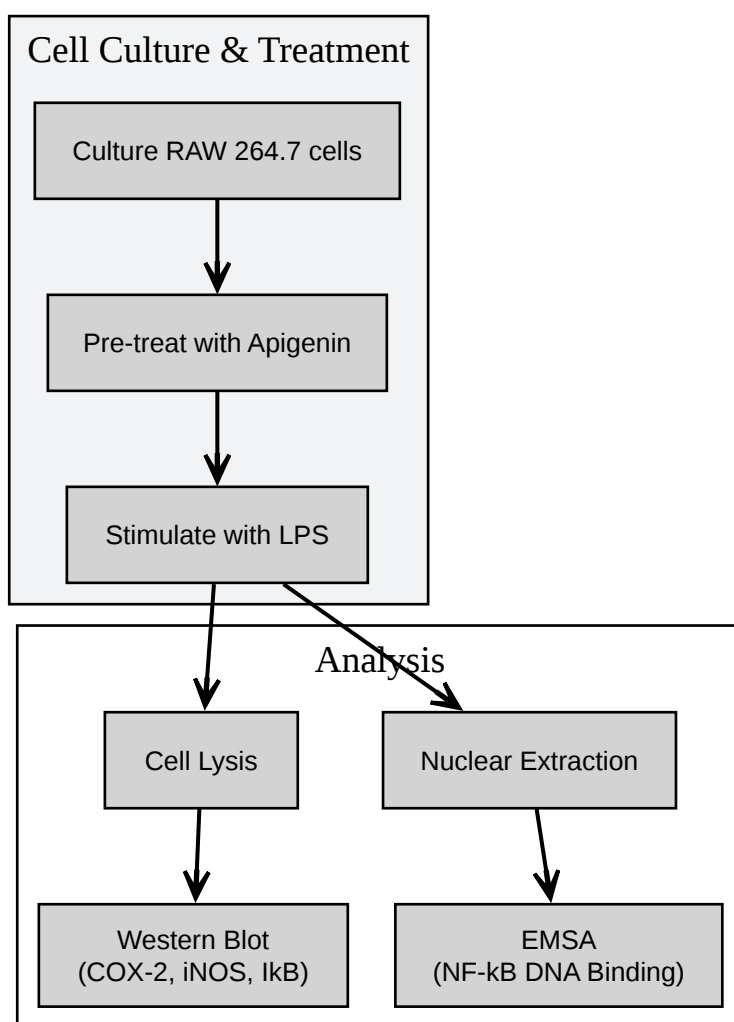 Cell Culture & Treatment
Culture RAW 264.7 cells
Pre-treat with Apigenin
Stimulate with LPS
Analysis
Cell Lysis
Nuclear Extraction
Western Blot
(COX-2, iNOS, IkB)
EMSA
(NF-kB DNA Binding)